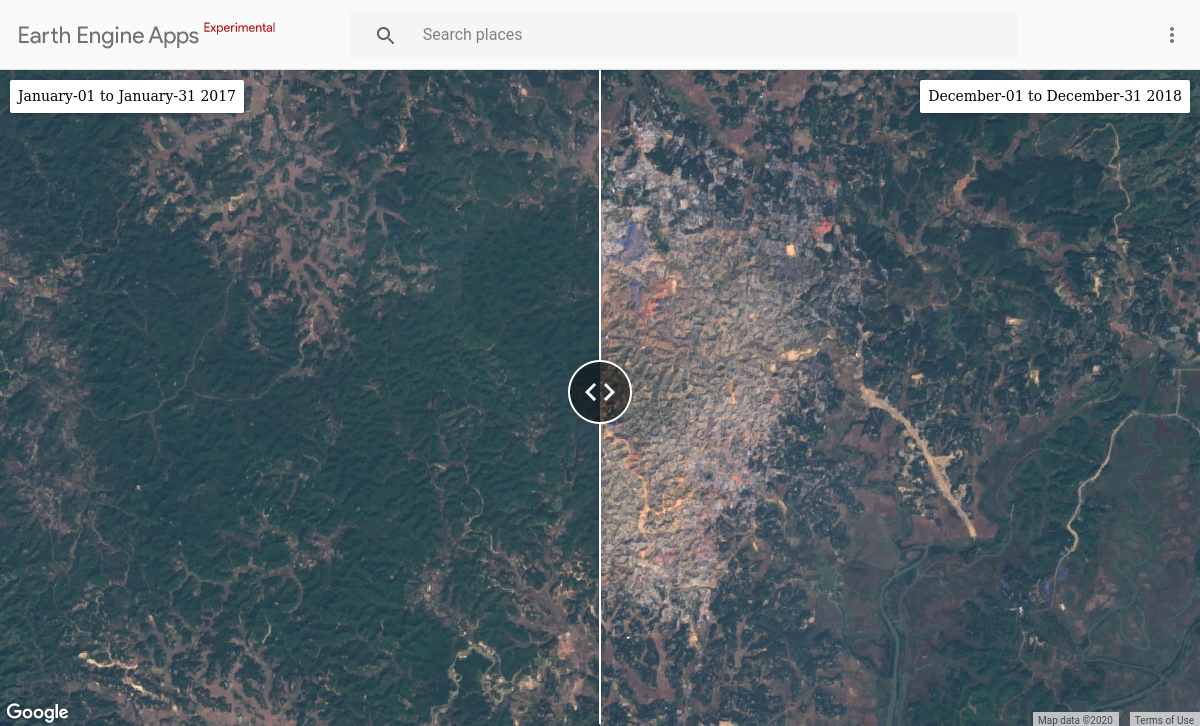 Earth Engine Apps Experimental
Search places
January-01 to January-31 2017
December-01 to December-31 2018
Google
Map data ©2020
Terms of Use